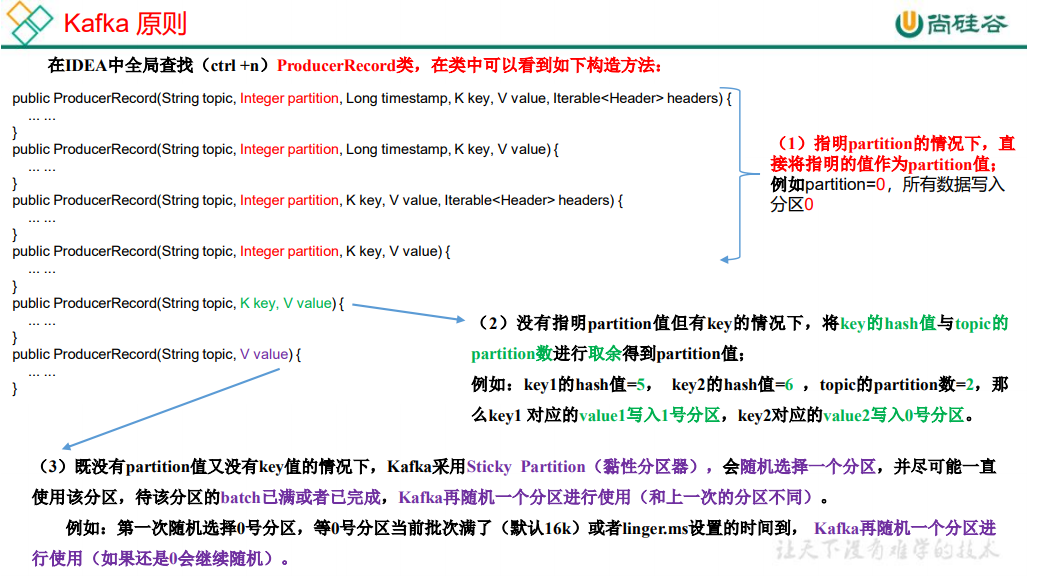 Kafka 原则
尚硅谷
在IDEA中全局查找（ctrl +n）ProducerRecord类，在类中可以看到如下构造方法：
public ProducerRecord(String topic, Integer partition, Long timestamp, K key, V value, Iterable<Header> headers) {
... ...
}
public ProducerRecord(String topic, Integer partition, Long timestamp, K key, V value) {
... ...
}
public ProducerRecord(String topic, Integer partition, K key, V value, Iterable<Header> headers) {
... ...
}
public ProducerRecord(String topic, Integer partition, K key, V value) {
... ...
}
public ProducerRecord(String topic, K key, V value) {
... ...
}
public ProducerRecord(String topic, V value) {
... ...
}
（1）指明partition的情况下，直
接将指明的值作为partition值；
例如partition=0，所有数据写入
分区0
（2）没有指明partition值但有key的情况下，将key的hash值与topic的
partition数进行取余得到partition值；
例如：key1的hash值=5， key2的hash值=6 ，topic的partition数=2，那
么key1 对应的value1写入1号分区，key2对应的value2写入0号分区。
（3）既没有partition值又没有key值的情况下，Kafka采用Sticky Partition（黏性分区器），会随机选择一个分区，并尽可能一直
使用该分区，待该分区的batch已满或者已完成，Kafka再随机一个分区进行使用（和上一次的分区不同）。
例如：第一次随机选择0号分区，等0号分区当前批次满了（默认16k）或者linger.ms设置的时间到， Kafka再随机一个分区进
行使用（如果还是0会继续随机）。
让天下没有难学的技术